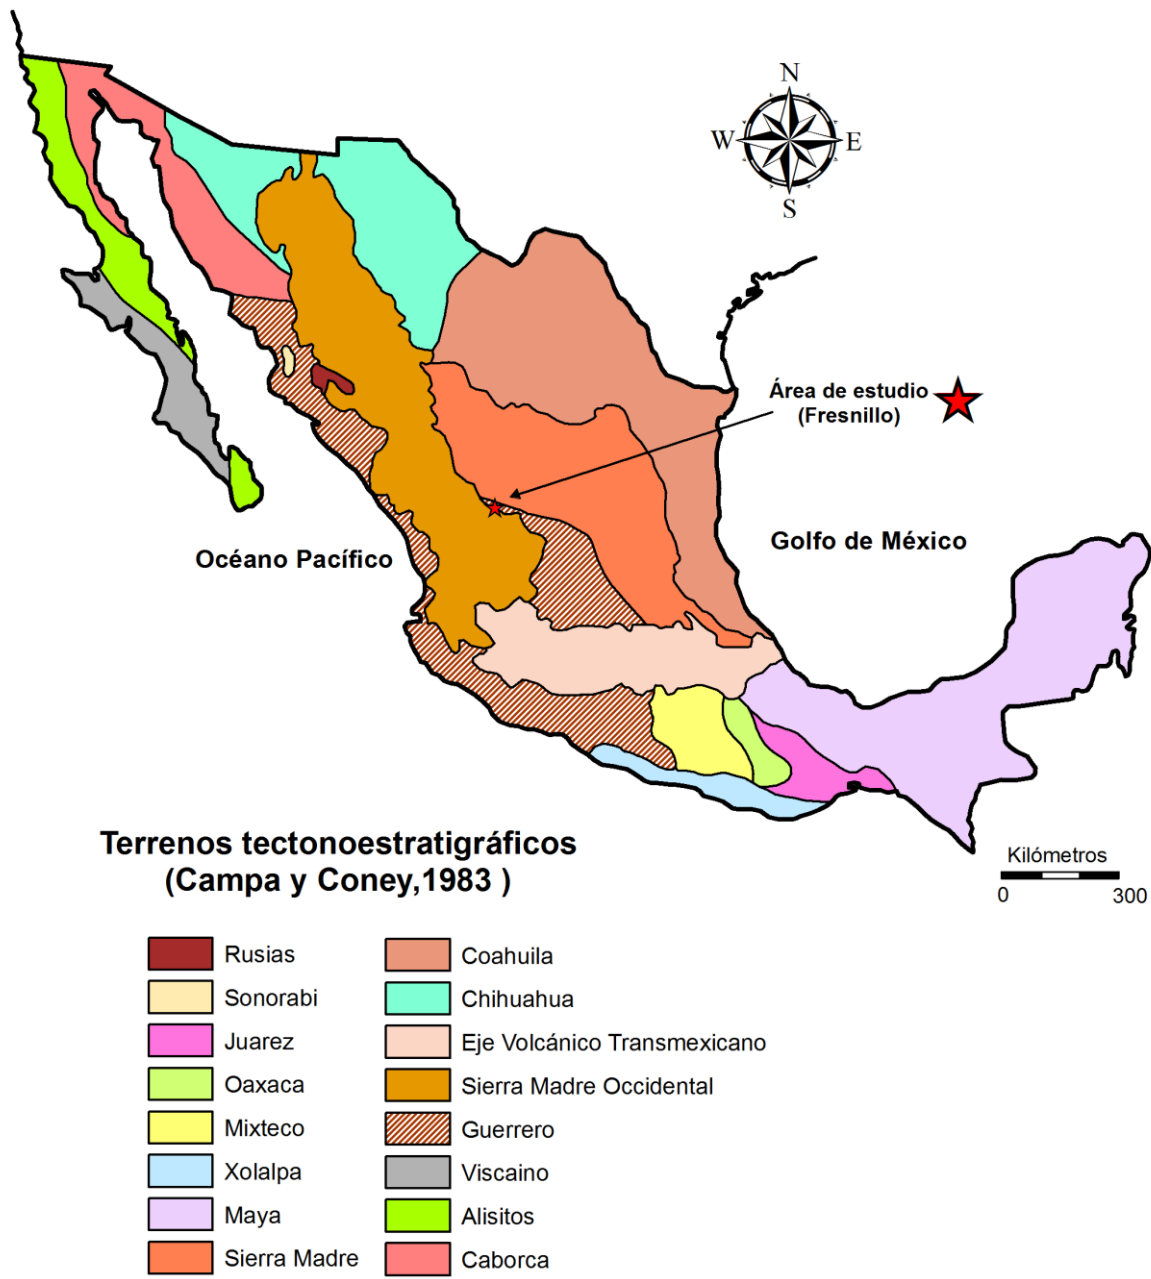 N
W
E
S
Área de estudio
(Fresnillo)
Golfo de México
Océano Pacífico
Terrenos tectonoestratigráficos
(Campa y Coney,1983 )
Kilómetros
0 300
Rusias
Sonorabi
Juarez
Oaxaca
Mixteco
Xolalpa
Maya
Sierra Madre
Coahuila
Chihuahua
Eje Volcánico Transmexicano
Sierra Madre Occidental
Guerrero
Viscaino
Alisitos
Caborca